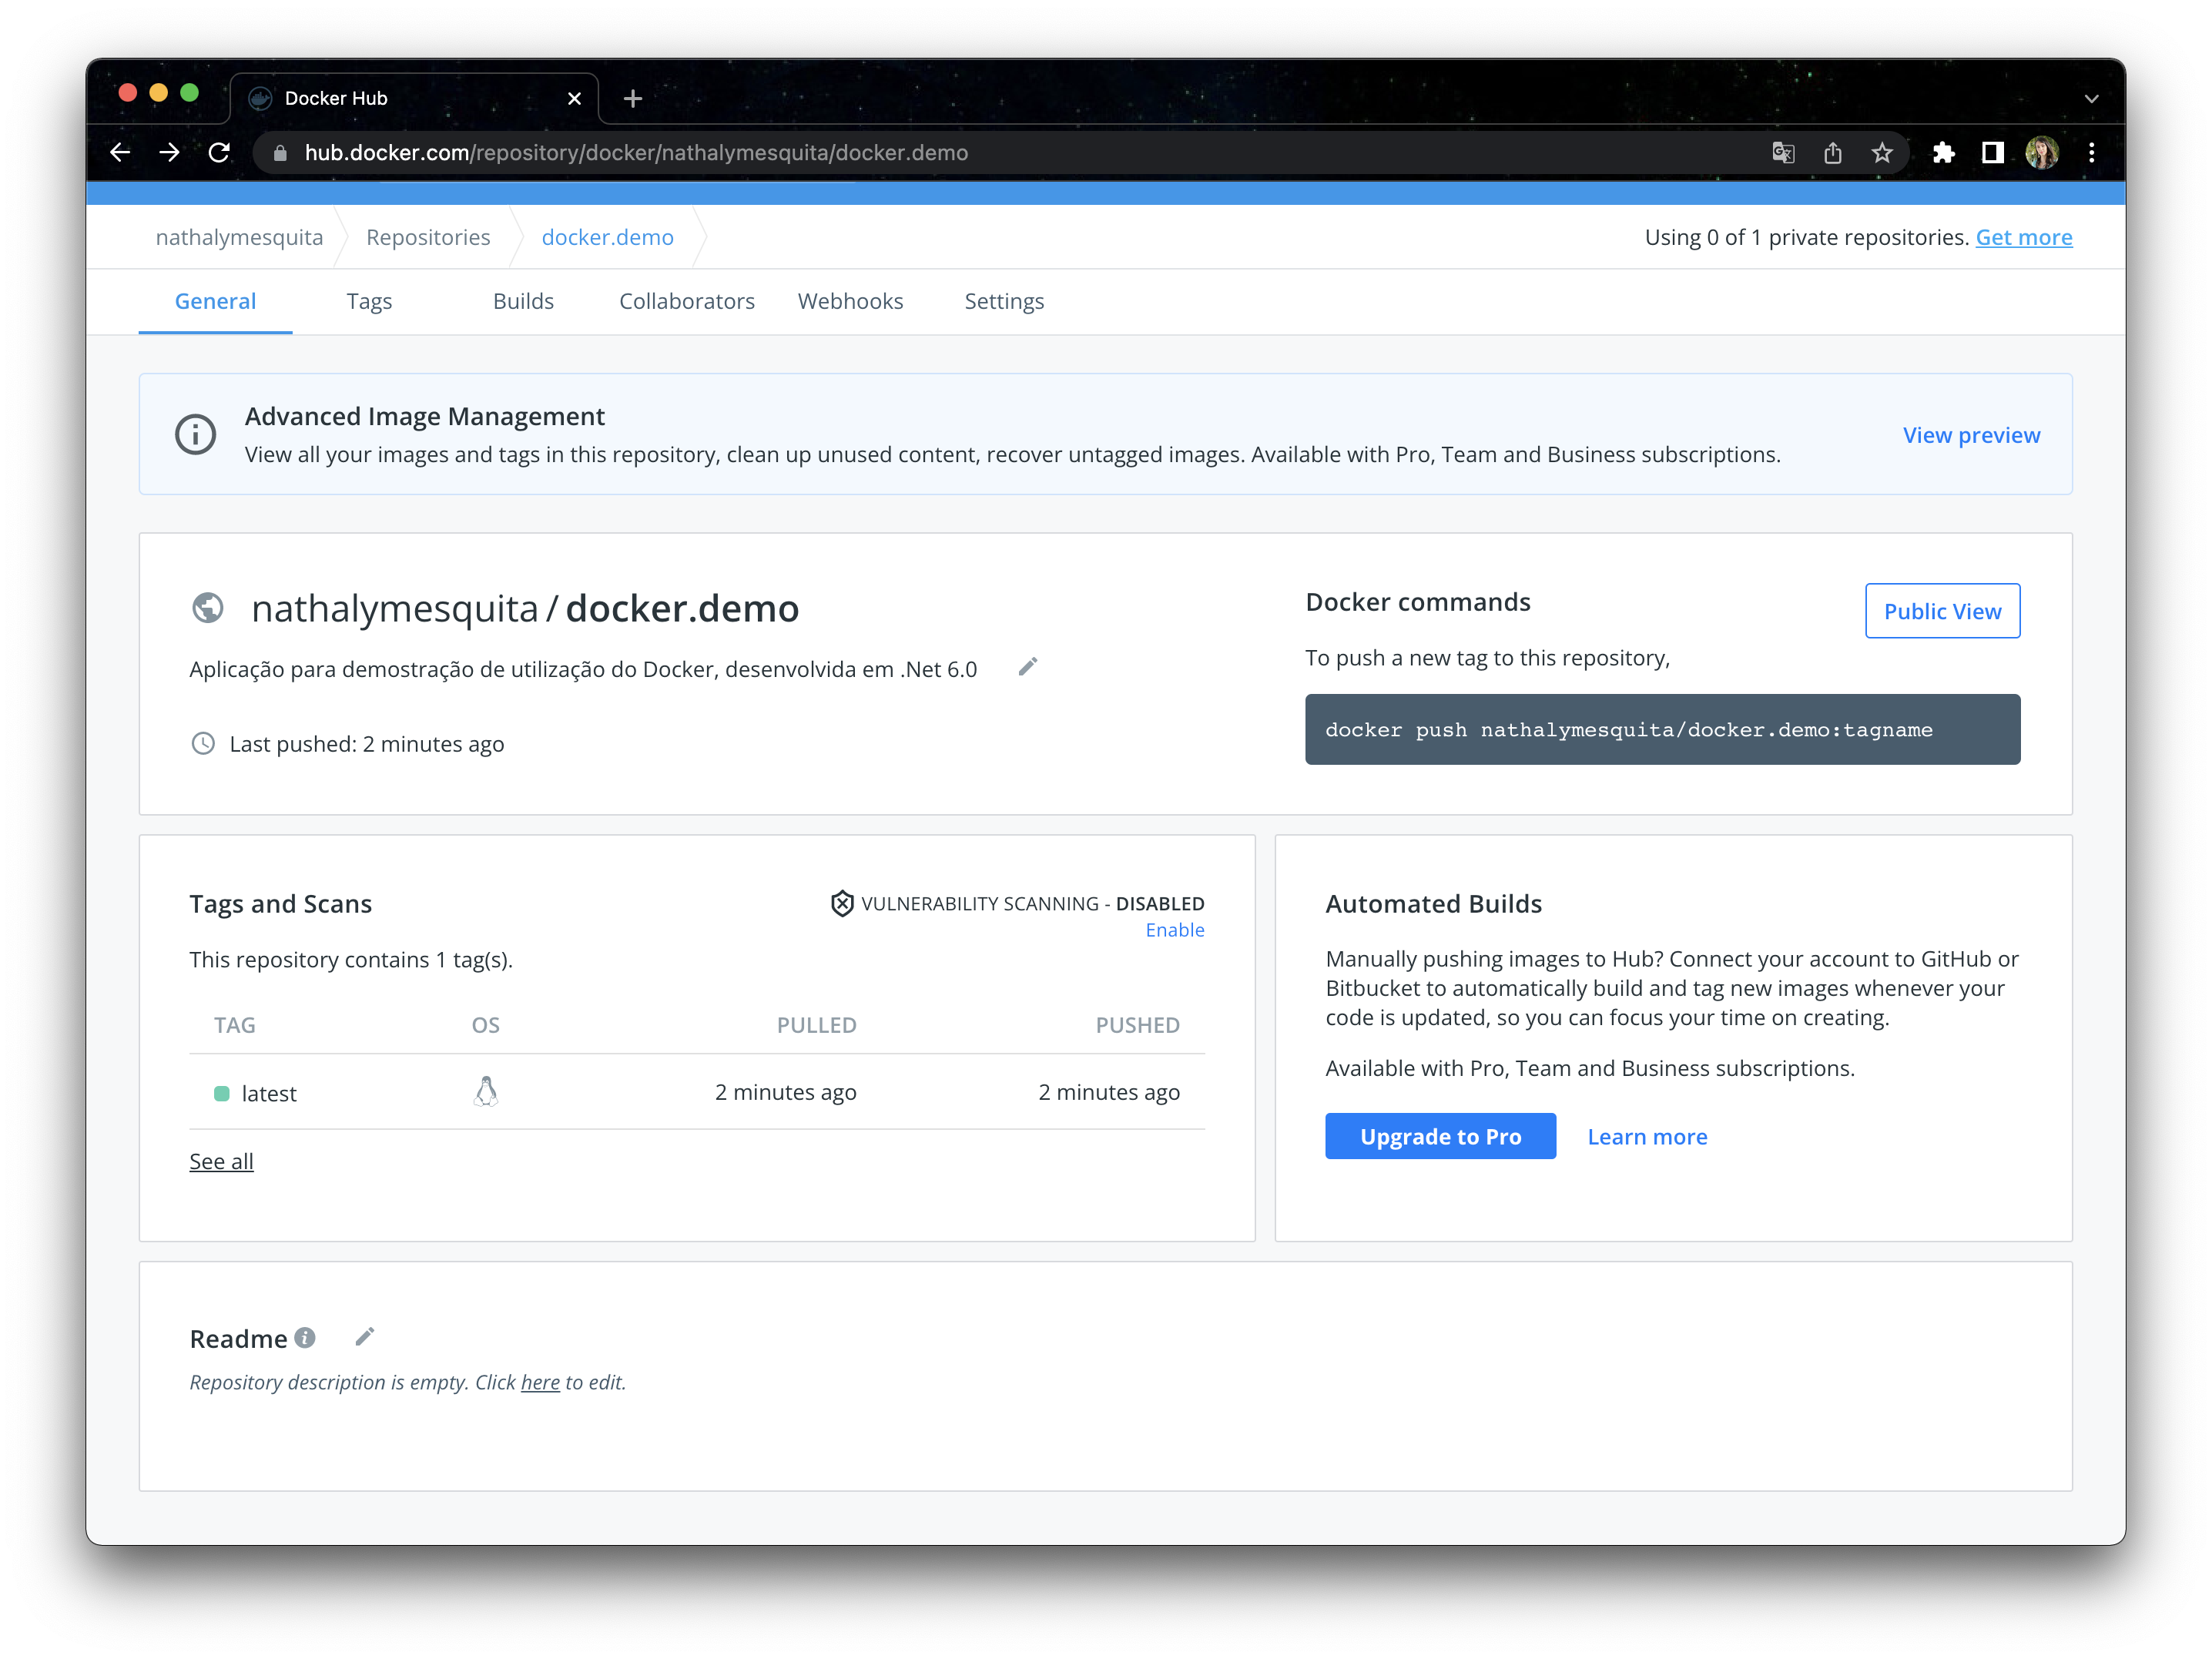 Docker Hub
hub.docker.com/repository/docker/nathalymesquita/docker.demo
nathalymesquita Repositories docker.demo Using 0 of 1 private repositories. Get more
General Tags Builds Collaborators Webhooks Settings
Advanced Image Management
View all your images and tags in this repository, clean up unused content, recover untagged images. Available with Pro, Team and Business subscriptions.
View preview
nathalymesquita / docker.demo
Aplicação para demostração de utilização do Docker, desenvolvida em .Net 6.0
Last pushed: 2 minutes ago
Docker commands
Public View
To push a new tag to this repository,
docker push nathalymesquita/docker.demo:tagname
Tags and Scans
VULNERABILITY SCANNING - DISABLED
Enable
This repository contains 1 tag(s).
TAG OS PULLED PUSHED
latest 2 minutes ago 2 minutes ago
See all
Automated Builds
Manually pushing images to Hub? Connect your account to GitHub or
Bitbucket to automatically build and tag new images whenever your
code is updated, so you can focus your time on creating.
Available with Pro, Team and Business subscriptions.
Upgrade to Pro Learn more
Readme
Repository description is empty. Click here to edit.